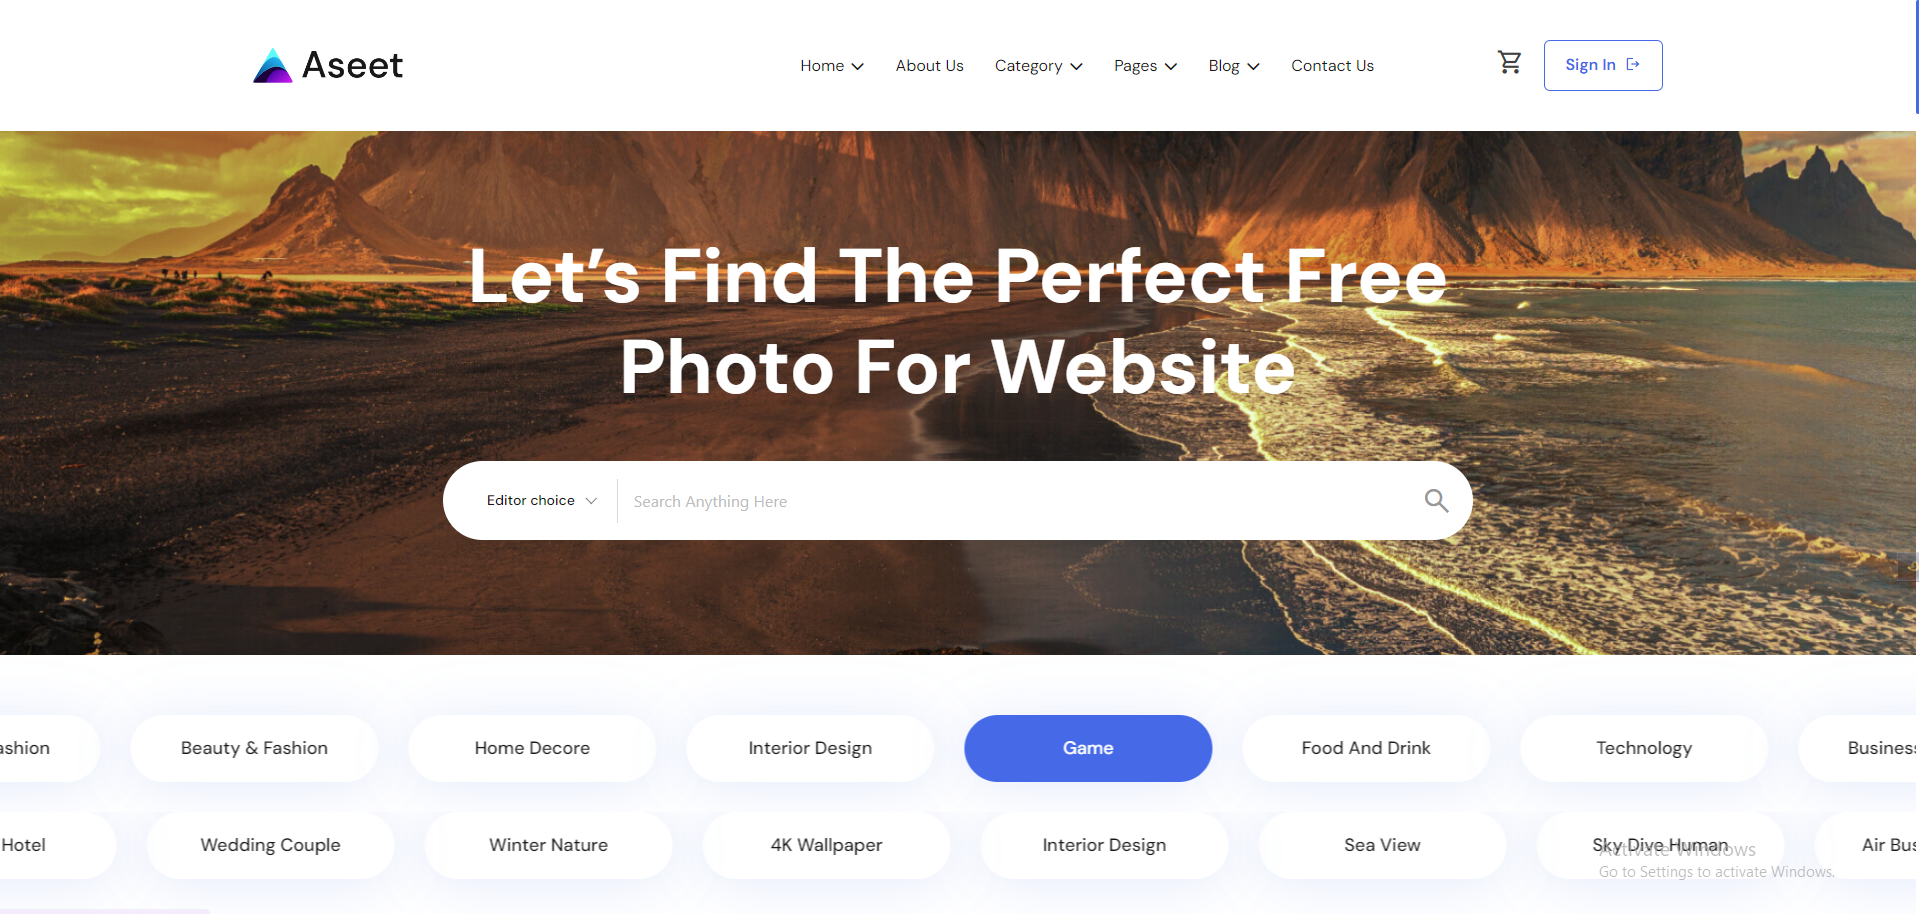 Aseet
Home
About Us
Category
Pages
Blog
Contact Us
Sign In
Let’s Find The Perfect Free
Photo For Website
Editor choice
Search Anything Here
ashion
Beauty & Fashion
Home Decore
Interior Design
Game
Food And Drink
Technology
Business
Hotel
Wedding Couple
Winter Nature
4K Wallpaper
Interior Design
Sea View
Sky Dive Human
Air Bus
Activate Windows
Go to Settings to activate Windows.